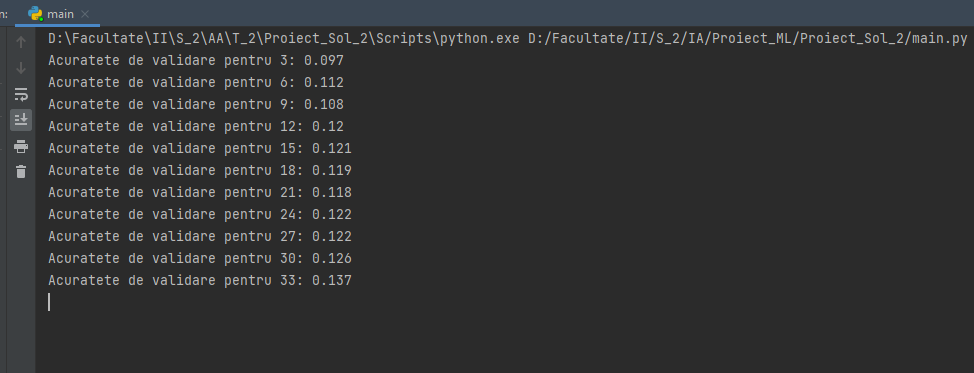 n: main
D:\Facultate\II\S_2\AA\T_2\Proiect_Sol_2\Scripts\python.exe D:/Facultate/II/S_2/IA/Proiect_ML/Proiect_Sol_2/main.py
Acuratete de validare pentru 3: 0.097
Acuratete de validare pentru 6: 0.112
Acuratete de validare pentru 9: 0.108
Acuratete de validare pentru 12: 0.12
Acuratete de validare pentru 15: 0.121
Acuratete de validare pentru 18: 0.119
Acuratete de validare pentru 21: 0.118
Acuratete de validare pentru 24: 0.122
Acuratete de validare pentru 27: 0.122
Acuratete de validare pentru 30: 0.126
Acuratete de validare pentru 33: 0.137